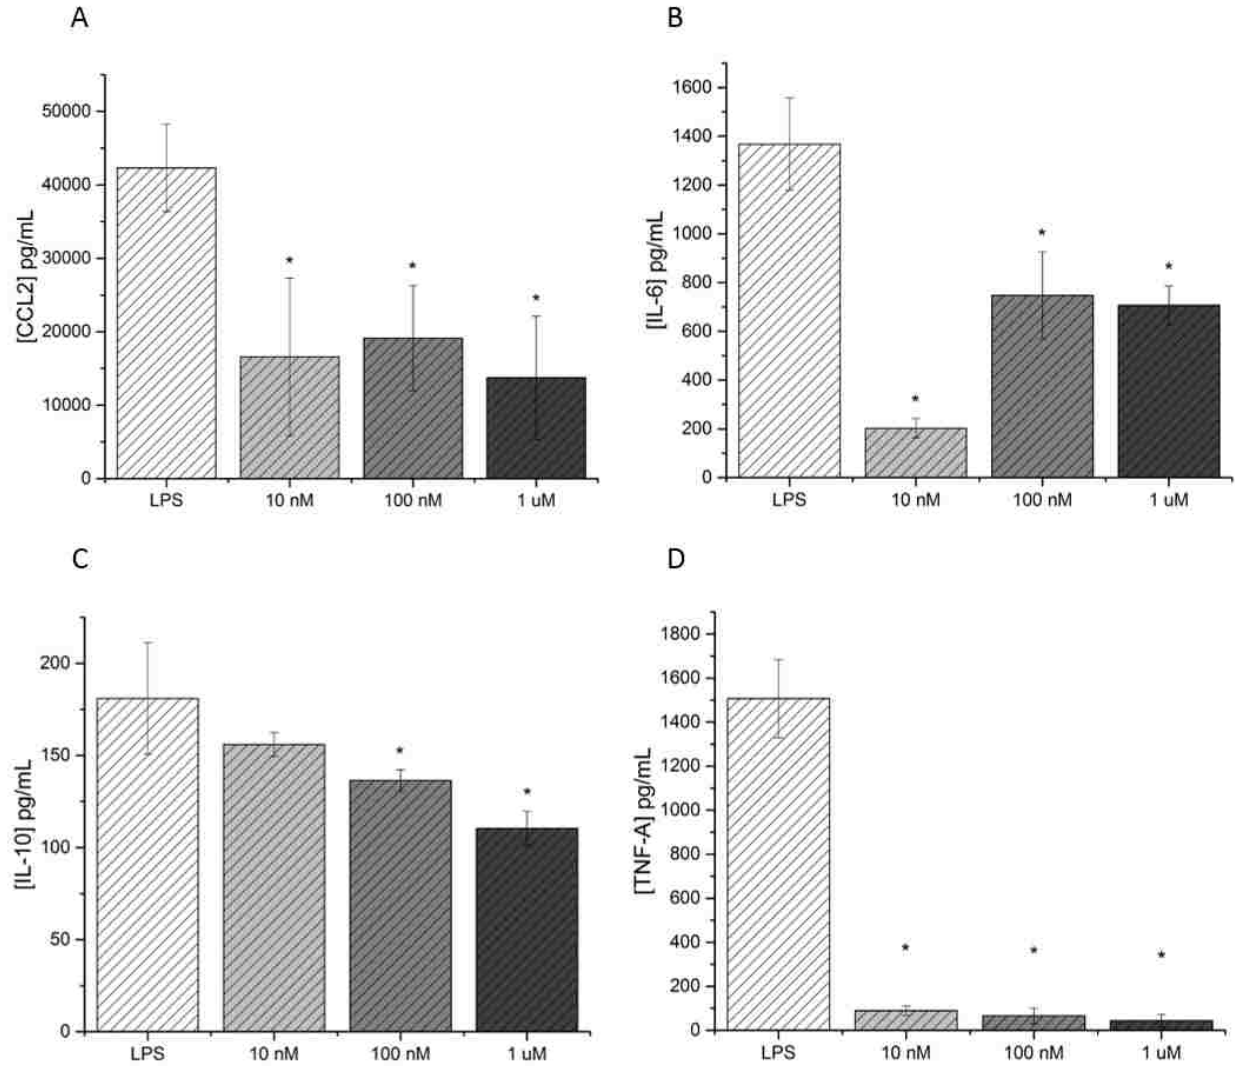 A
[CCL2] pg/mL
50000
40000
30000
20000
10000
0
*
*
*
LPS
10 nM
100 nM
1 uM
B
[IL-6] pg/mL
1600
1400
1200
1000
800
600
400
200
0
*
*
*
LPS
10 nM
100 nM
1 uM
C
[IL-10] pg/mL
200
150
100
50
0
*
*
LPS
10 nM
100 nM
1 uM
D
[TNF-A] pg/mL
1800
1600
1400
1200
1000
800
600
400
200
0
*
*
*
LPS
10 nM
100 nM
1 uM